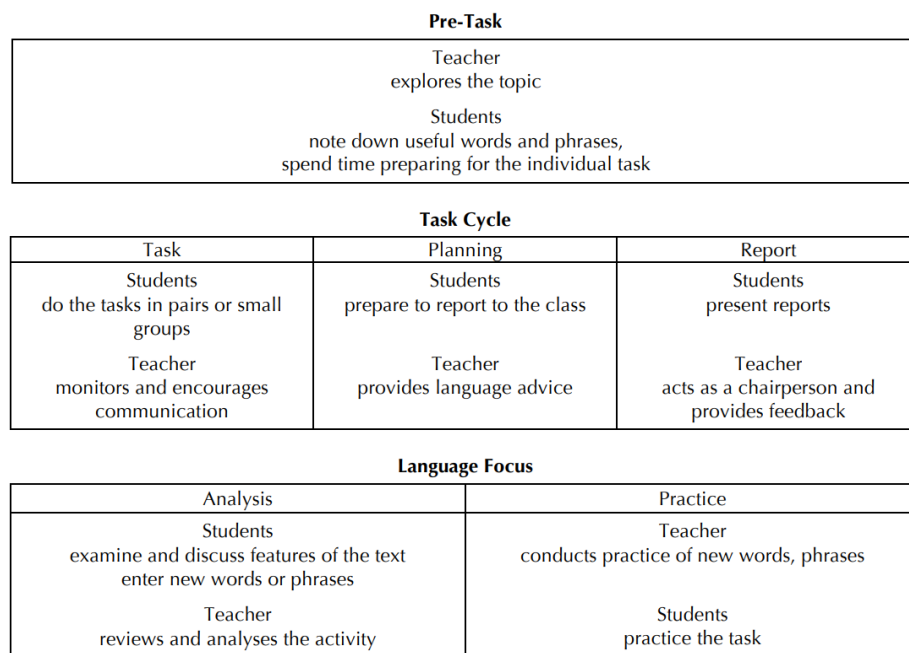 Pre-Task
Teacher
explores the topic
Students
note down useful words and phrases,
spend time preparing for the individual task
Task Cycle
Task
Students
do the tasks in pairs or small
groups
Teacher
monitors and encourages
communication
Planning
Students
prepare to report to the class
Teacher
provides language advice
Report
Students
present reports
Teacher
acts as a chairperson and
provides feedback
Language Focus
Analysis
Students
examine and discuss features of the text
enter new words or phrases
Teacher
reviews and analyses the activity
Practice
Teacher
conducts practice of new words, phrases
Students
practice the task